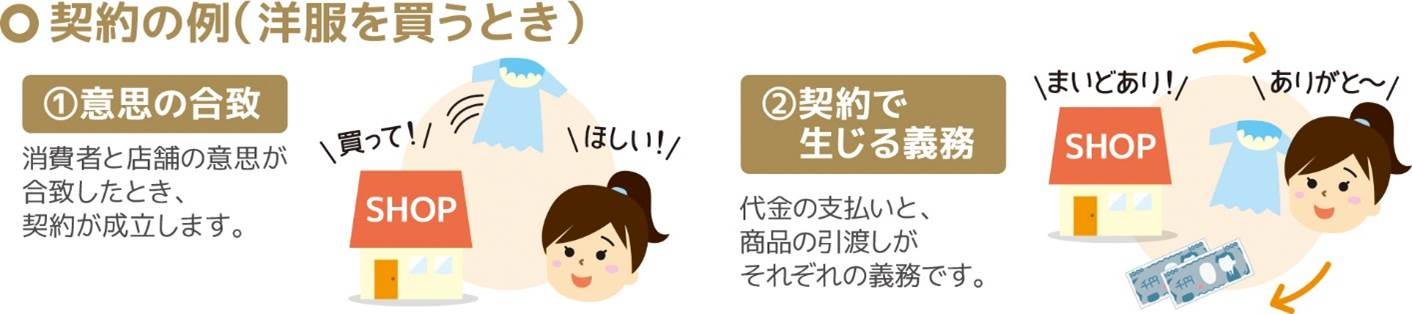 契約の例（洋服を買うとき）
①意思の合致
消費者と店舗の意思が
合致したとき、
契約が成立します。
買って！
ほしい！
SHOP
②契約で
生じる義務
代金の支払いと、
商品の引渡しが
それぞれの義務です。
まいどあり！
ありがと〜
SHOP
千円
千円